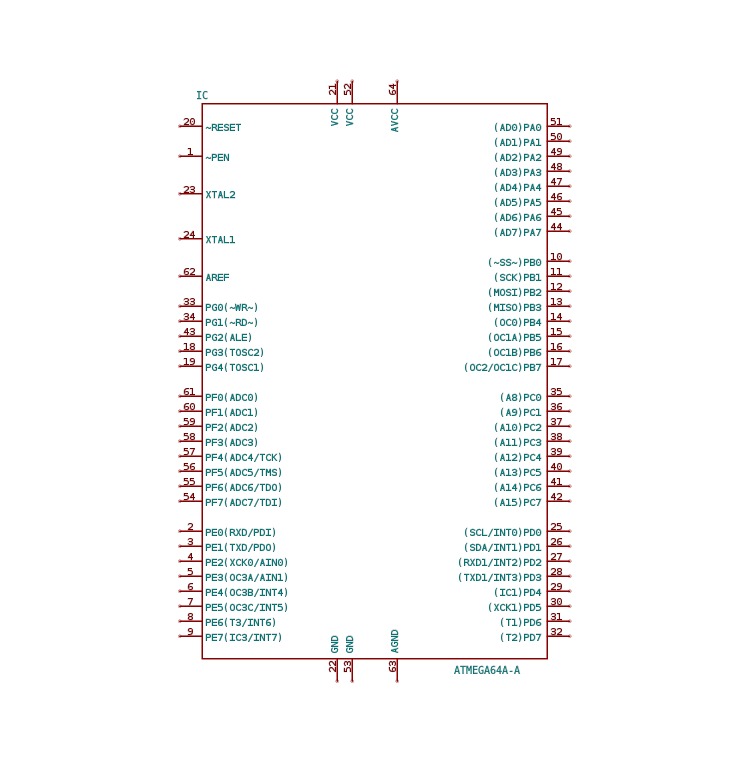 21 52 64
IC
VCC VCC AVCC
20 ~RESET (AD0)PA0 51
(AD1)PA1 50
1 ~PEN (AD2)PA2 49
(AD3)PA3 48
23 XTAL2 (AD4)PA4 47
(AD5)PA5 46
(AD6)PA6 45
24 XTAL1 (AD7)PA7 44
(~SS~)PB0 10
62 AREF (SCK)PB1 11
(MOSI)PB2 12
33 PG0(~WR~) (MISO)PB3 13
34 PG1(~RD~) (OC0)PB4 14
43 PG2(ALE) (OC1A)PB5 15
18 PG3(TOSC2) (OC1B)PB6 16
19 PG4(TOSC1) (OC2/OC1C)PB7 17
61 PF0(ADC0) (A8)PC0 35
60 PF1(ADC1) (A9)PC1 36
59 PF2(ADC2) (A10)PC2 37
58 PF3(ADC3) (A11)PC3 38
57 PF4(ADC4/TCK) (A12)PC4 39
56 PF5(ADC5/TMS) (A13)PC5 40
55 PF6(ADC6/TDO) (A14)PC6 41
54 PF7(ADC7/TDI) (A15)PC7 42
2 PE0(RXD/PDI) (SCL/INT0)PD0 25
3 PE1(TXD/PDO) (SDA/INT1)PD1 26
4 PE2(XCK0/AIN0) (RXD1/INT2)PD2 27
5 PE3(OC3A/AIN1) (TXD1/INT3)PD3 28
6 PE4(OC3B/INT4) (IC1)PD4 29
7 PE5(OC3C/INT5) (XCK1)PD5 30
8 PE6(T3/INT6) (T1)PD6 31
9 PE7(IC3/INT7) (T2)PD7 32
GND GND AGND
22 53 63
ATMEGA64A-A